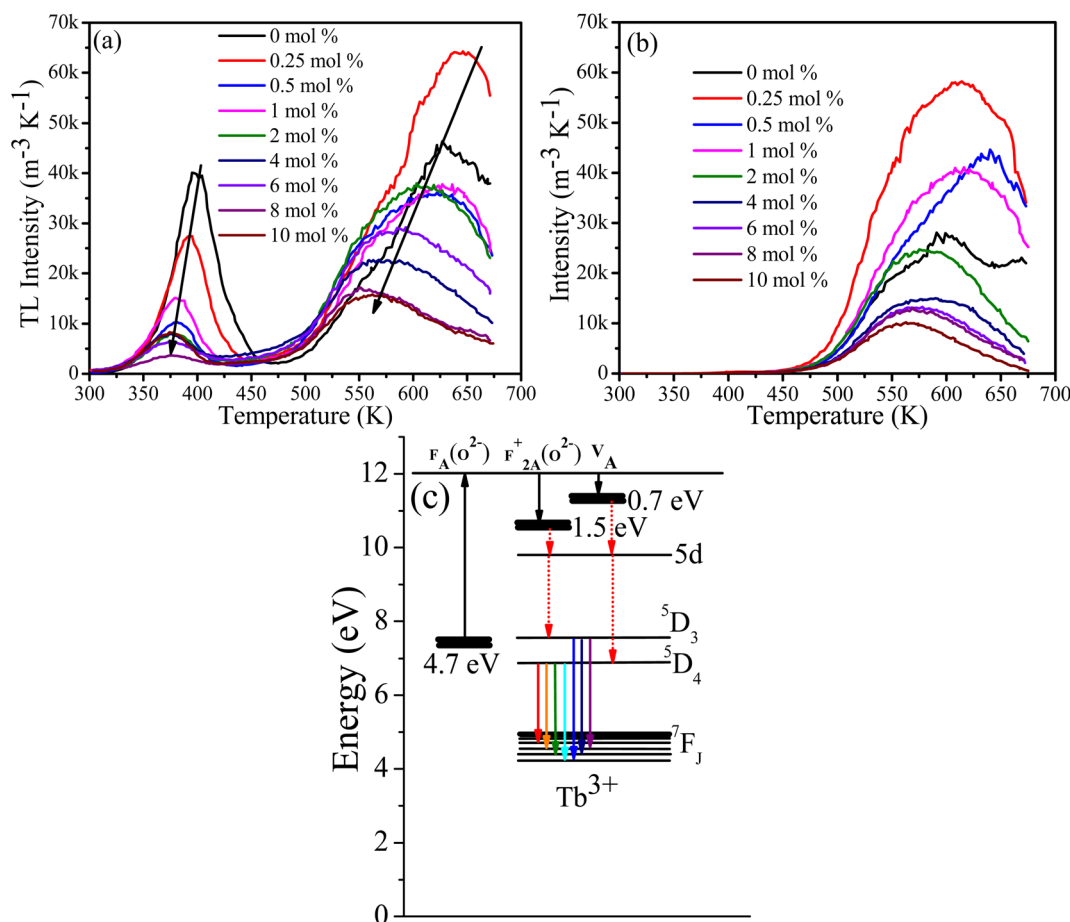 (a)
70k
60k
50k
40k
30k
20k
10k
0
TL Intensity (m⁻³ K⁻¹)
0 mol %
0.25 mol %
0.5 mol %
1 mol %
2 mol %
4 mol %
6 mol %
8 mol %
10 mol %
300 350 400 450 500 550 600 650 700
Temperature (K)
(b)
70k
60k
50k
40k
30k
20k
10k
0
Intensity (m⁻³ K⁻¹)
0 mol %
0.25 mol %
0.5 mol %
1 mol %
2 mol %
4 mol %
6 mol %
8 mol %
10 mol %
300 350 400 450 500 550 600 650 700
Temperature (K)
F_A(O²⁻) F⁺_2A(O²⁻) V_A
(c)
12
10
8
6
4
2
0
Energy (eV)
0.7 eV
1.5 eV
5d
⁵D₃
4.7 eV
⁵D₄
⁷F_J
Tb³⁺